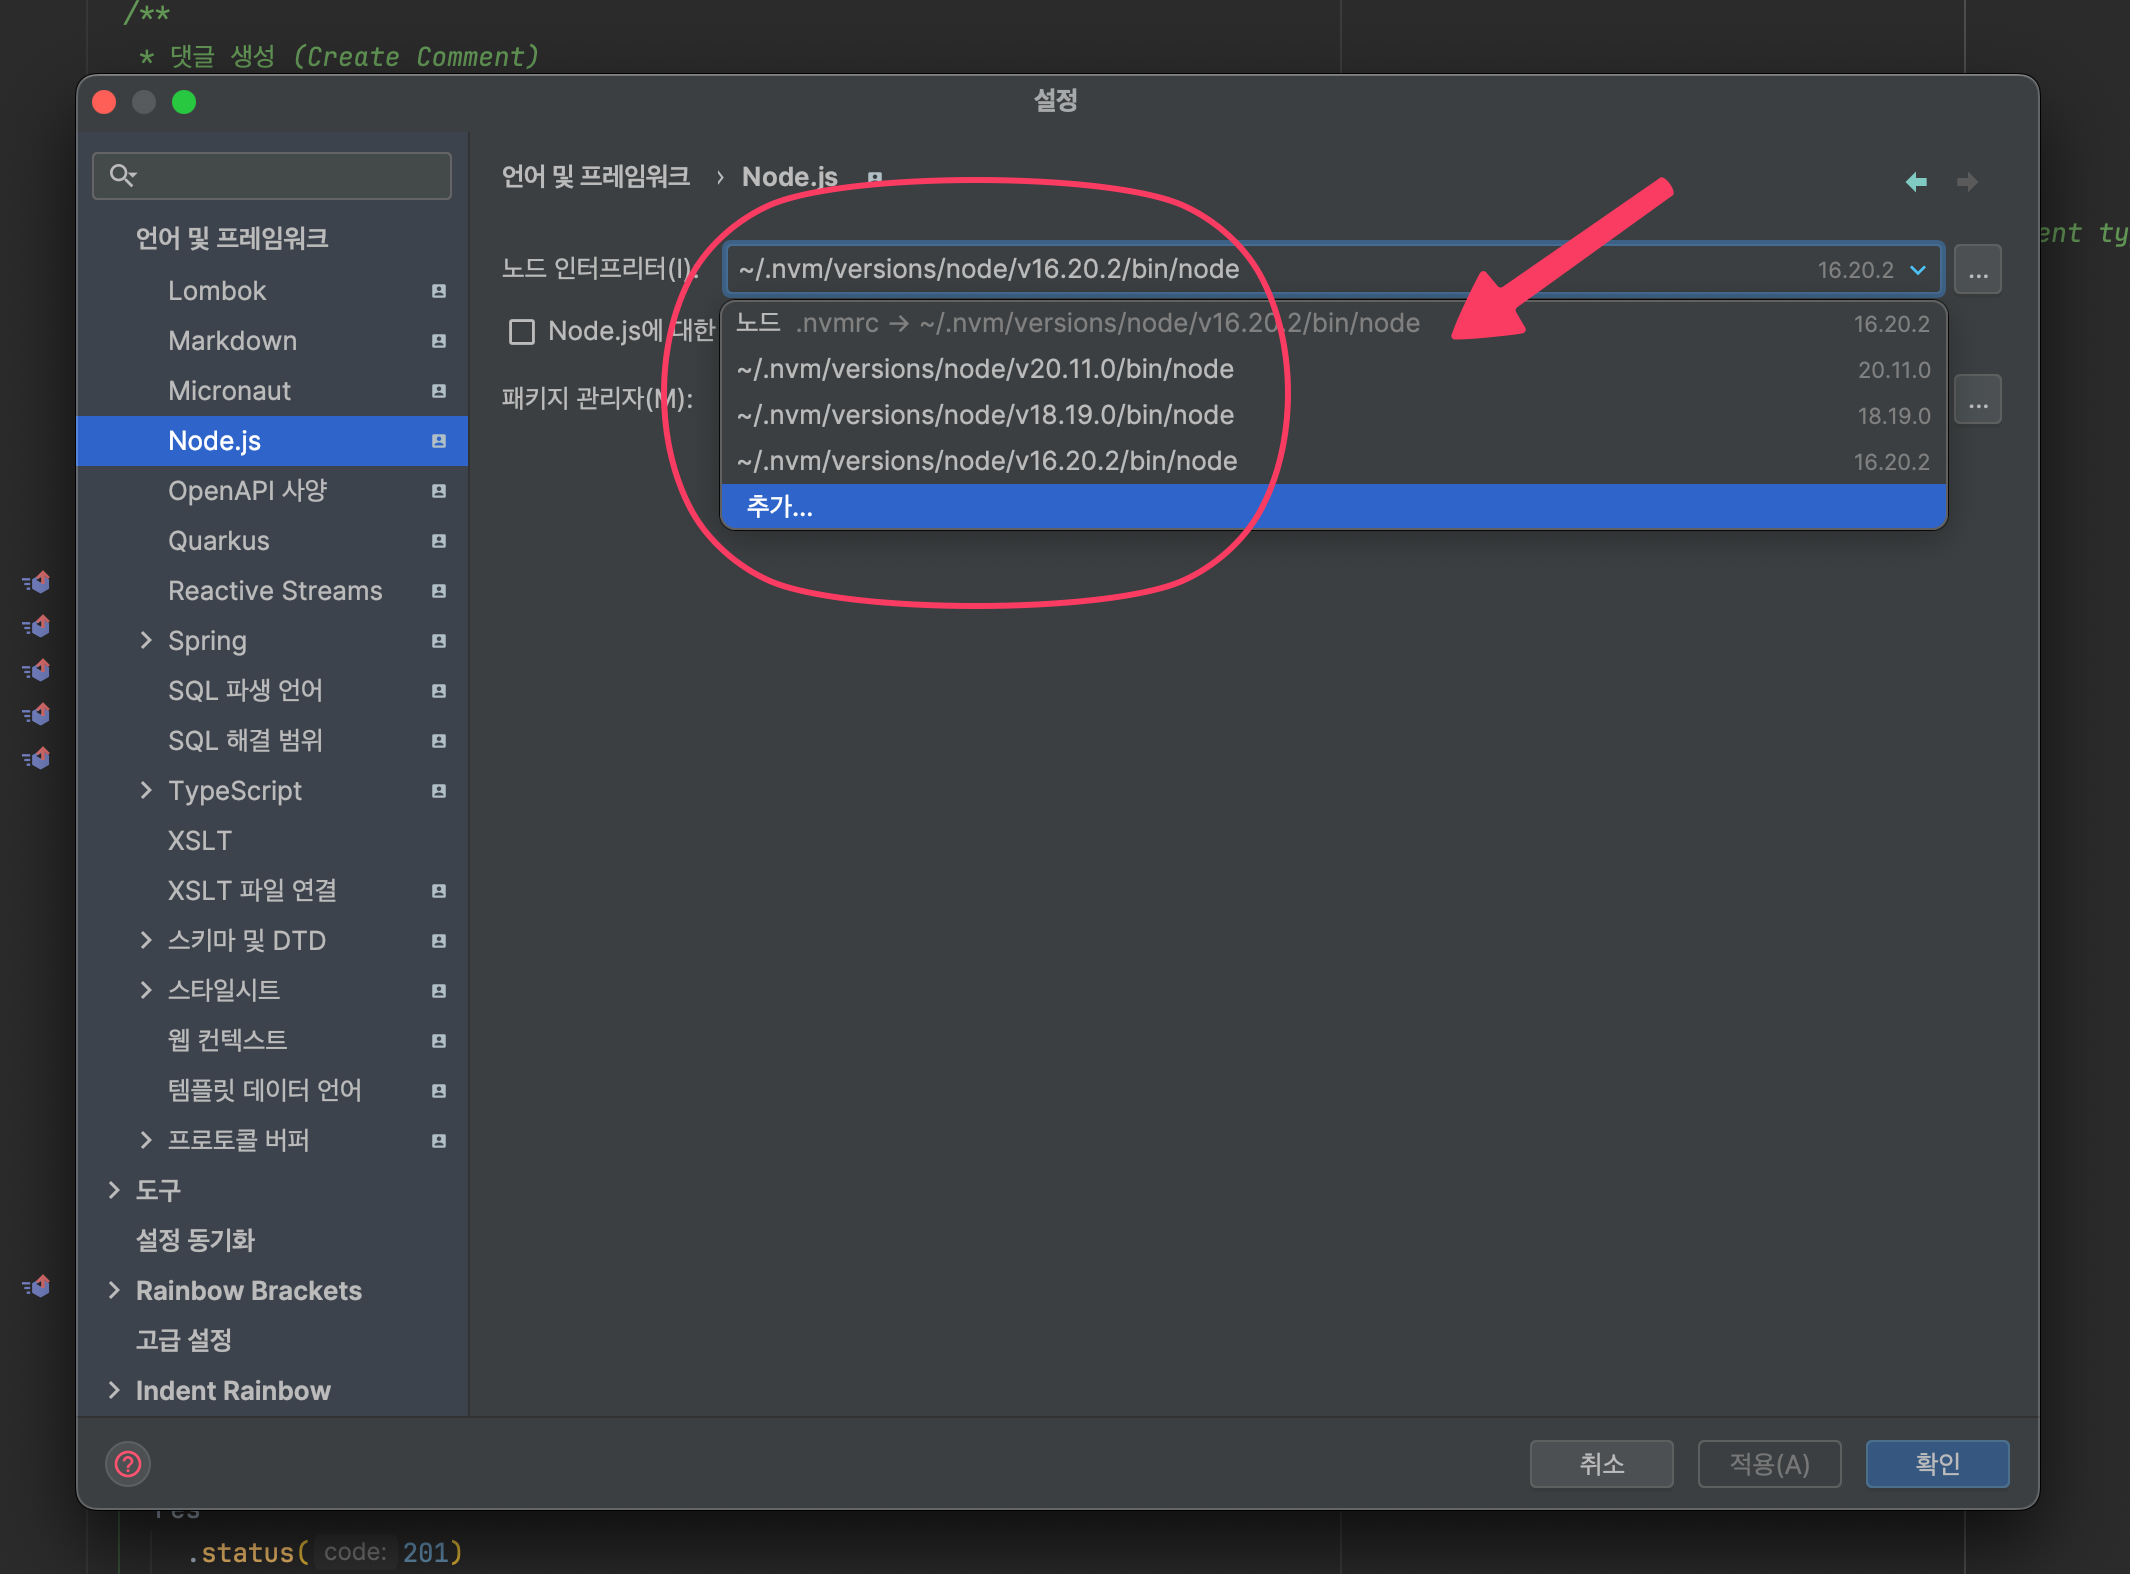 /**
* 댓글 생성 (Create Comment)
설정
언어 및 프레임워크 › Node.js
ent ty
언어 및 프레임워크
Lombok
Markdown
Micronaut
Node.js
OpenAPI 사양
Quarkus
Reactive Streams
Spring
SQL 파생 언어
SQL 해결 범위
TypeScript
XSLT
XSLT 파일 연결
스키마 및 DTD
스타일시트
웹 컨텍스트
템플릿 데이터 언어
프로토콜 버퍼
도구
설정 동기화
Rainbow Brackets
고급 설정
Indent Rainbow
노드 인터프리터(I): ~/.nvm/versions/node/v16.20.2/bin/node 16.20.2 ...
Node.js에 대한
패키지 관리자(M): ...
노드 .nvmrc → ~/.nvm/versions/node/v16.20.2/bin/node 16.20.2
~/.nvm/versions/node/v20.11.0/bin/node 20.11.0
~/.nvm/versions/node/v18.19.0/bin/node 18.19.0
~/.nvm/versions/node/v16.20.2/bin/node 16.20.2
추가...
?
취소 적용(A) 확인
.status( code: 201)